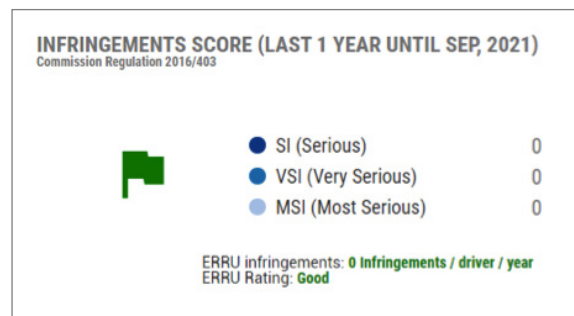 INFRINGEMENTS SCORE (LAST 1 YEAR UNTIL SEP, 2021)
Commission Regulation 2016/403
SI (Serious) 0
VSI (Very Serious) 0
MSI (Most Serious) 0
ERRU infringements: 0 Infringements / driver / year
ERRU Rating: Good